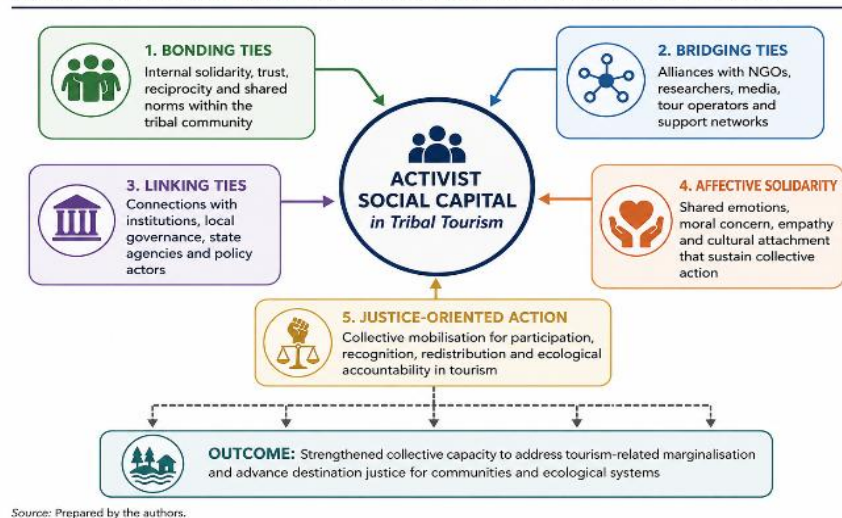 1. BONDING TIES
Internal solidarity, trust,
reciprocity and shared
norms within the
tribal community
2. BRIDGING TIES
Alliances with NGOs,
researchers, media,
tour operators and
support networks
3. LINKING TIES
Connections with
institutions, local
governance, state
agencies and policy
actors
ACTIVIST
SOCIAL CAPITAL
in Tribal Tourism
4. AFFECTIVE SOLIDARITY
Shared emotions,
moral concern, empathy
and cultural attachment
that sustain collective
action
5. JUSTICE-ORIENTED ACTION
Collective mobilisation for participation,
recognition, redistribution and ecological
accountability in tourism
OUTCOME: Strengthened collective capacity to address tourism-related marginalisation
and advance destination justice for communities and ecological systems
Source: Prepared by the authors.